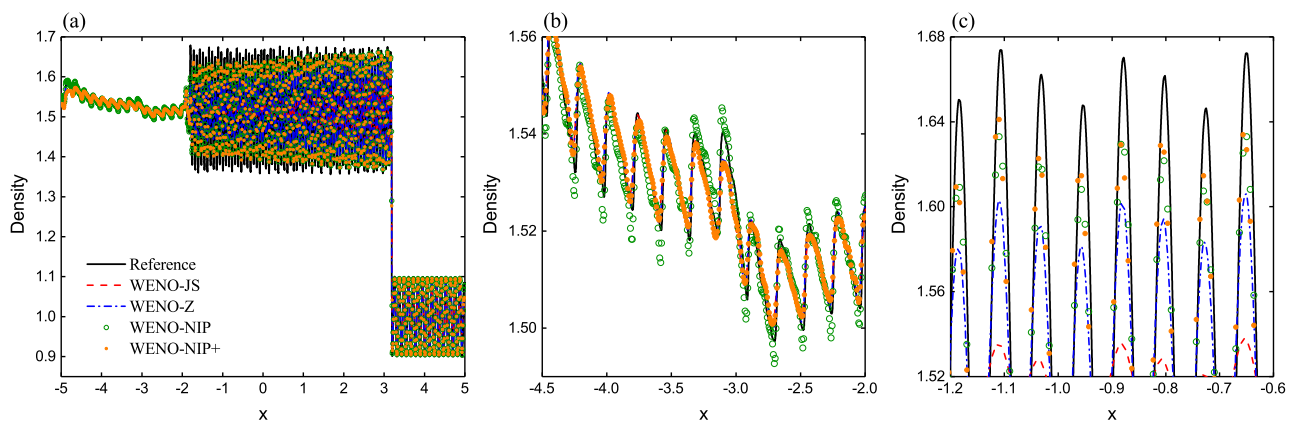 (a)
1.7
1.6
1.5
1.4
1.3
1.2
1.1
1.0
0.9
Density
Reference
WENO-JS
WENO-Z
WENO-NIP
WENO-NIP+
-5 -4 -3 -2 -1 0 1 2 3 4 5
x
(b)
1.56
1.54
1.52
1.50
Density
-4.5 -4.0 -3.5 -3.0 -2.5 -2.0
x
(c)
1.68
1.64
1.60
1.56
1.52
Density
-1.2 -1.1 -1.0 -0.9 -0.8 -0.7 -0.6
x